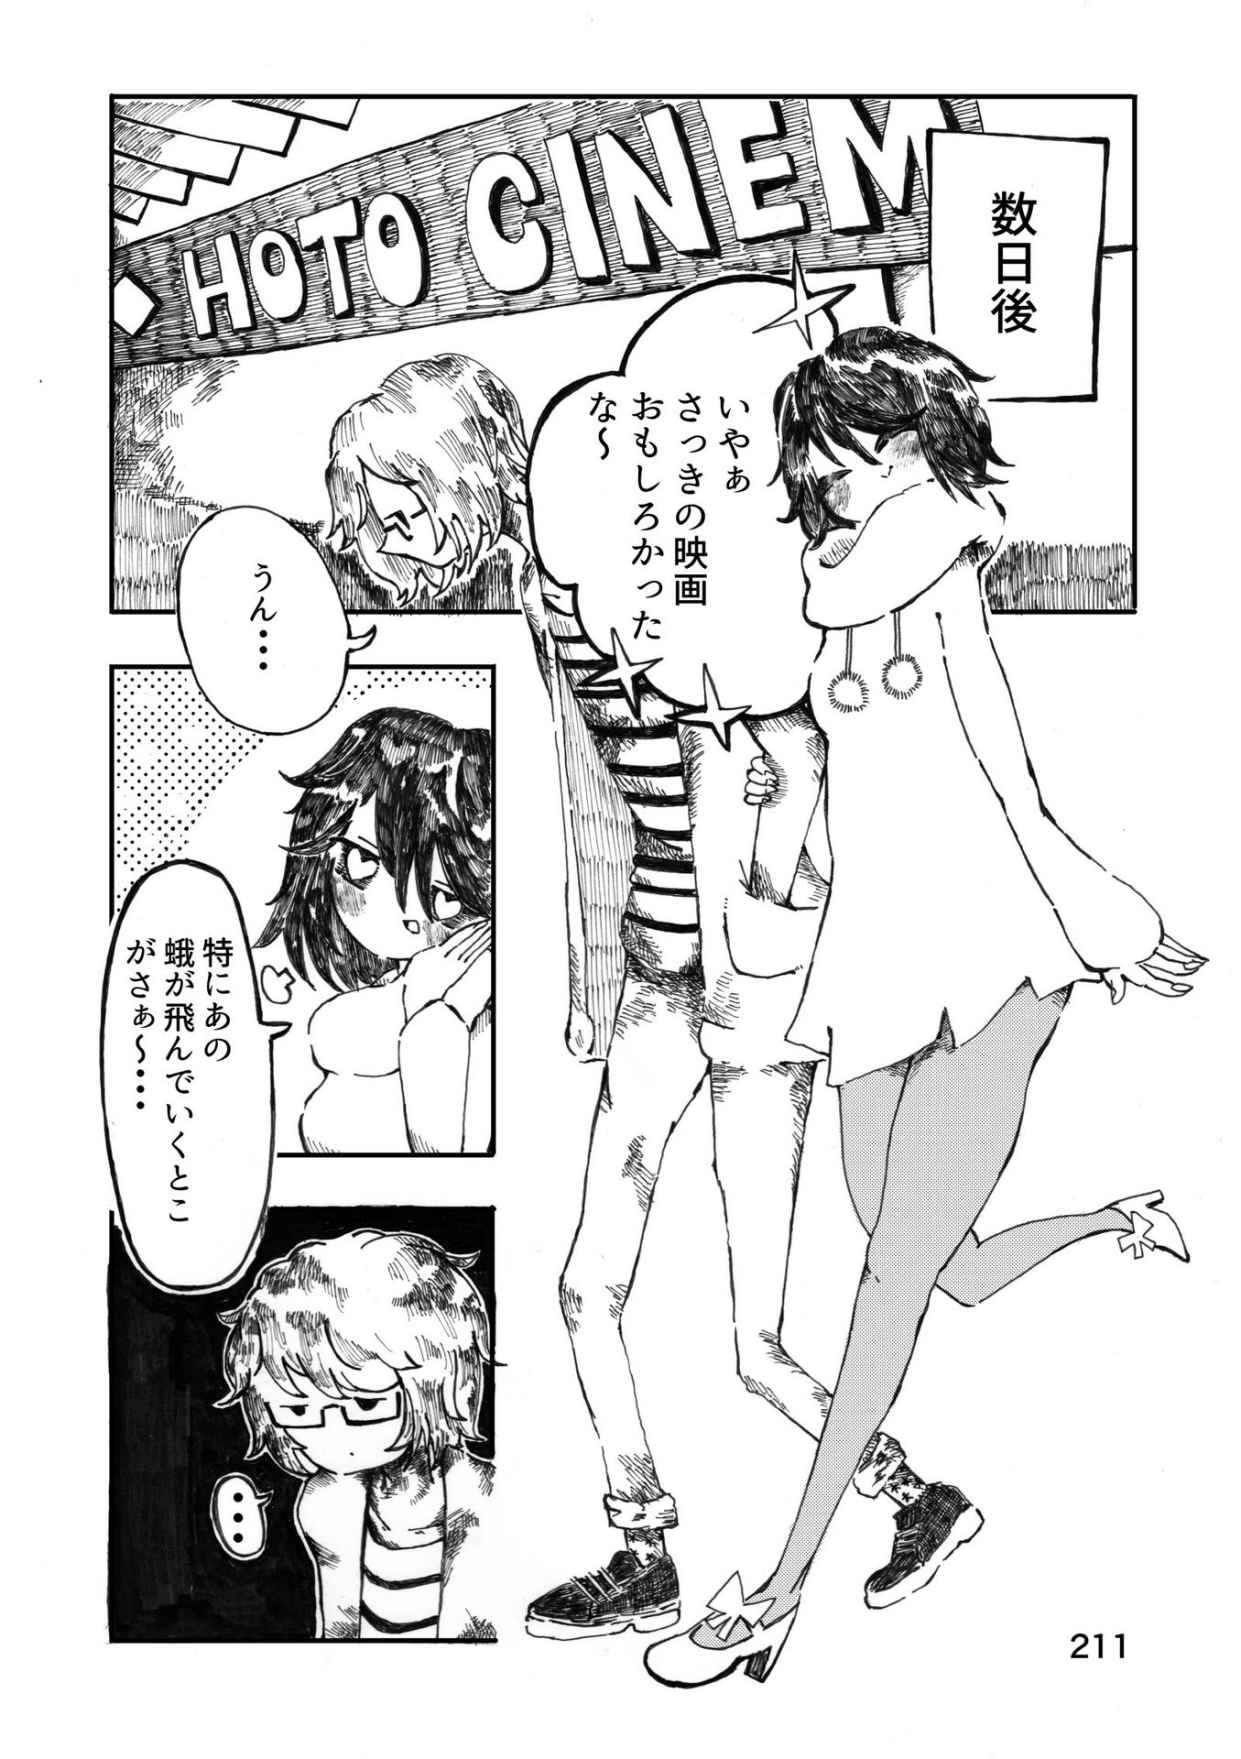 HOTO CINEM
数日後
いやぁ
さっきの映画
おもしろかった
な〜
うん・・・
特にあの
蛾が飛んでいくとこ
がさぁ〜・・・
・・・
211